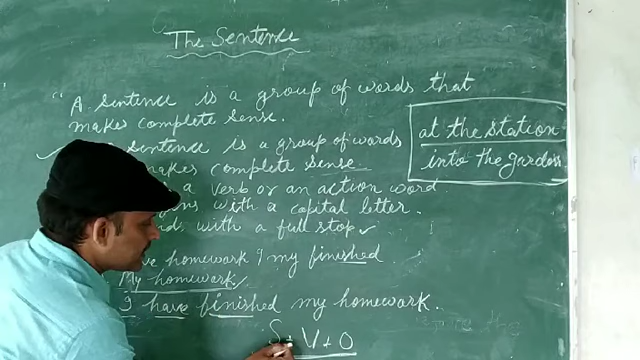 The Sentence
"A sentence is a group of words that
makes complete sense.
sentence is a group of words
makes complete sense.
a verb or an action word
with a capital letter.
with a full stop
homework I my finished
My homework
I have finished my homework.
S + V + O
at the station
into the garden